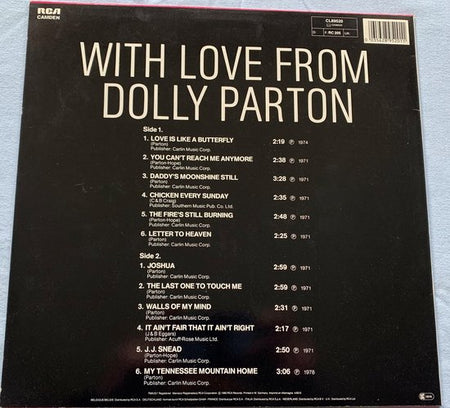 RCA
CAMDEN
CL89520
WITH LOVE FROM
DOLLY PARTON
Side 1.
1. LOVE IS LIKE A BUTTERFLY 2:19 Ⓟ 1974
(Parton)
Publisher: Carlin Music Corp.
2. YOU CAN'T REACH ME ANYMORE 2:38 Ⓟ 1971
(Parton-Hope)
Publisher: Carlin Music Corp.
3. DADDY'S MOONSHINE STILL 3:28 Ⓟ 1971
(Parton)
Publisher: Carlin Music Corp.
4. CHICKEN EVERY SUNDAY 2:35 Ⓟ 1971
(C&B Craig)
Publisher: Southern Music Pub. Co. Ltd.
5. THE FIRE'S STILL BURNING 2:48 Ⓟ 1971
(Parton-Hope)
Publisher: Carlin Music Corp.
6. LETTER TO HEAVEN 2:25 Ⓟ 1971
(Parton)
Publisher: Carlin Music Corp.
Side 2.
1. JOSHUA 2:59 Ⓟ 1971
(Parton)
Publisher: Carlin Music Corp.
2. THE LAST ONE TO TOUCH ME 2:59 Ⓟ 1971
(Parton)
Publisher: Carlin Music Corp.
3. WALLS OF MY MIND 2:31 Ⓟ 1971
(Parton)
Publisher: Carlin Music Corp.
4. IT AIN'T FAIR THAT IT AIN'T RIGHT 2:17 Ⓟ 1971
(J&B Eggers)
Publisher: Acuff-Rose Music Ltd.
5. J.J. SNEAD 2:50 Ⓟ 1971
(Parton-Hope)
Publisher: Carlin Music Corp.
6. MY TENNESSEE MOUNTAIN HOME 3:06 Ⓟ 1978
(Parton)
Publisher: Carlin Music Corp.